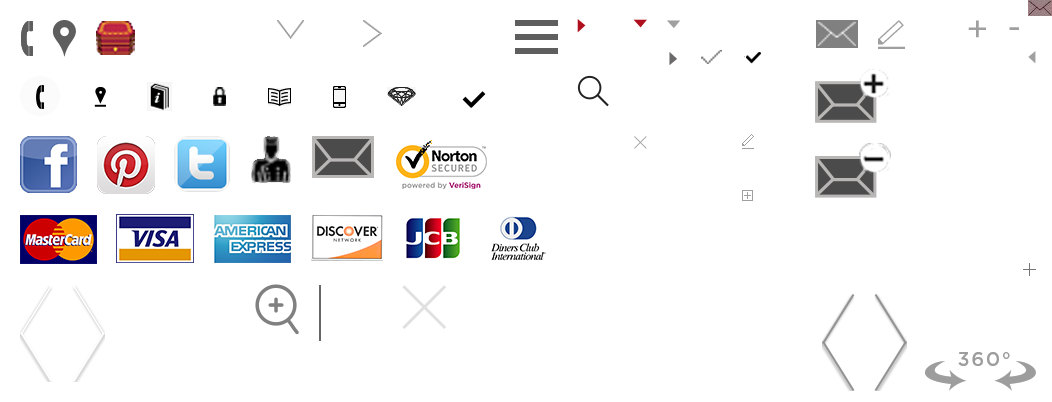 Norton
SECURED
powered by VeriSign
MasterCard
VISA
AMERICAN
EXPRESS
DISCOVER
NETWORK
JCB
Diners Club
International
360°